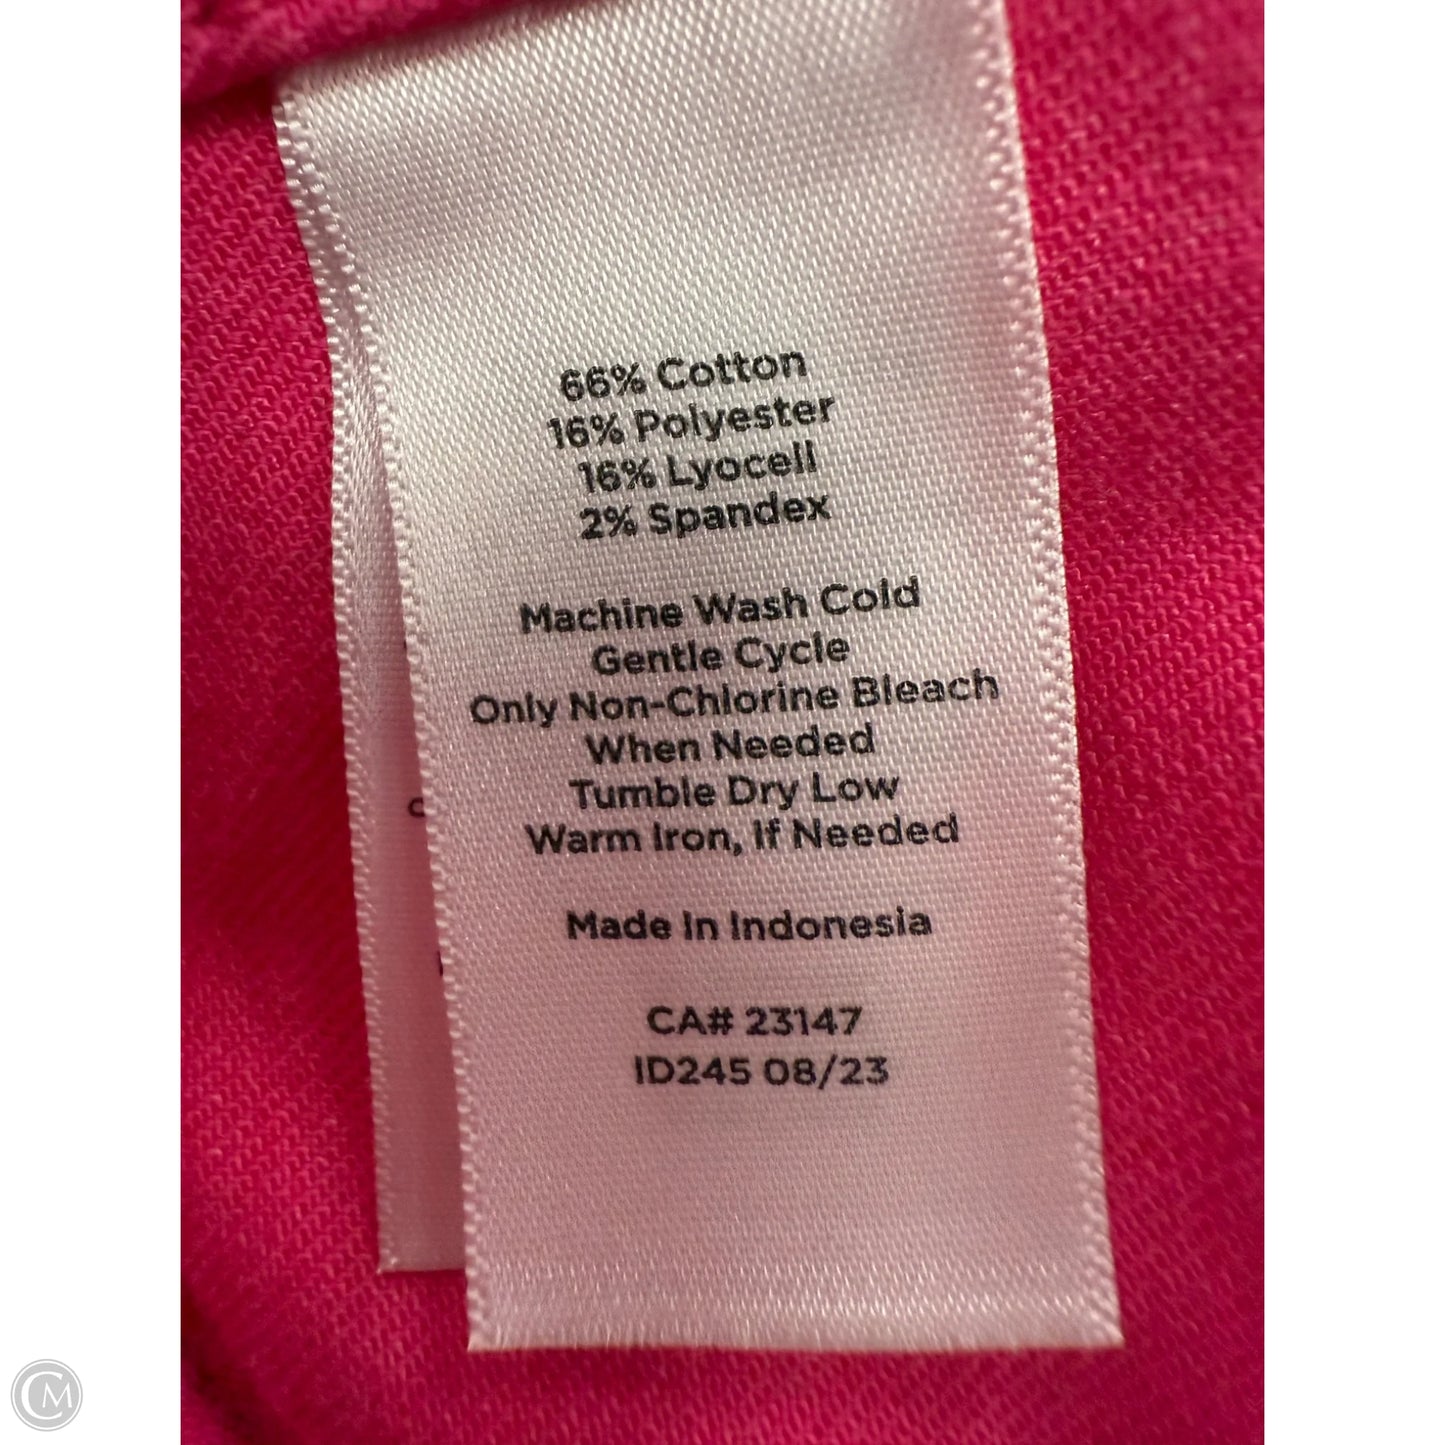 66% Cotton
16% Polyester
16% Lyocell
2% Spandex
Machine Wash Cold
Gentle Cycle
Only Non-Chlorine Bleach
When Needed
Tumble Dry Low
Warm Iron, If Needed
Made In Indonesia
CA# 23147
ID245 08/23
CM